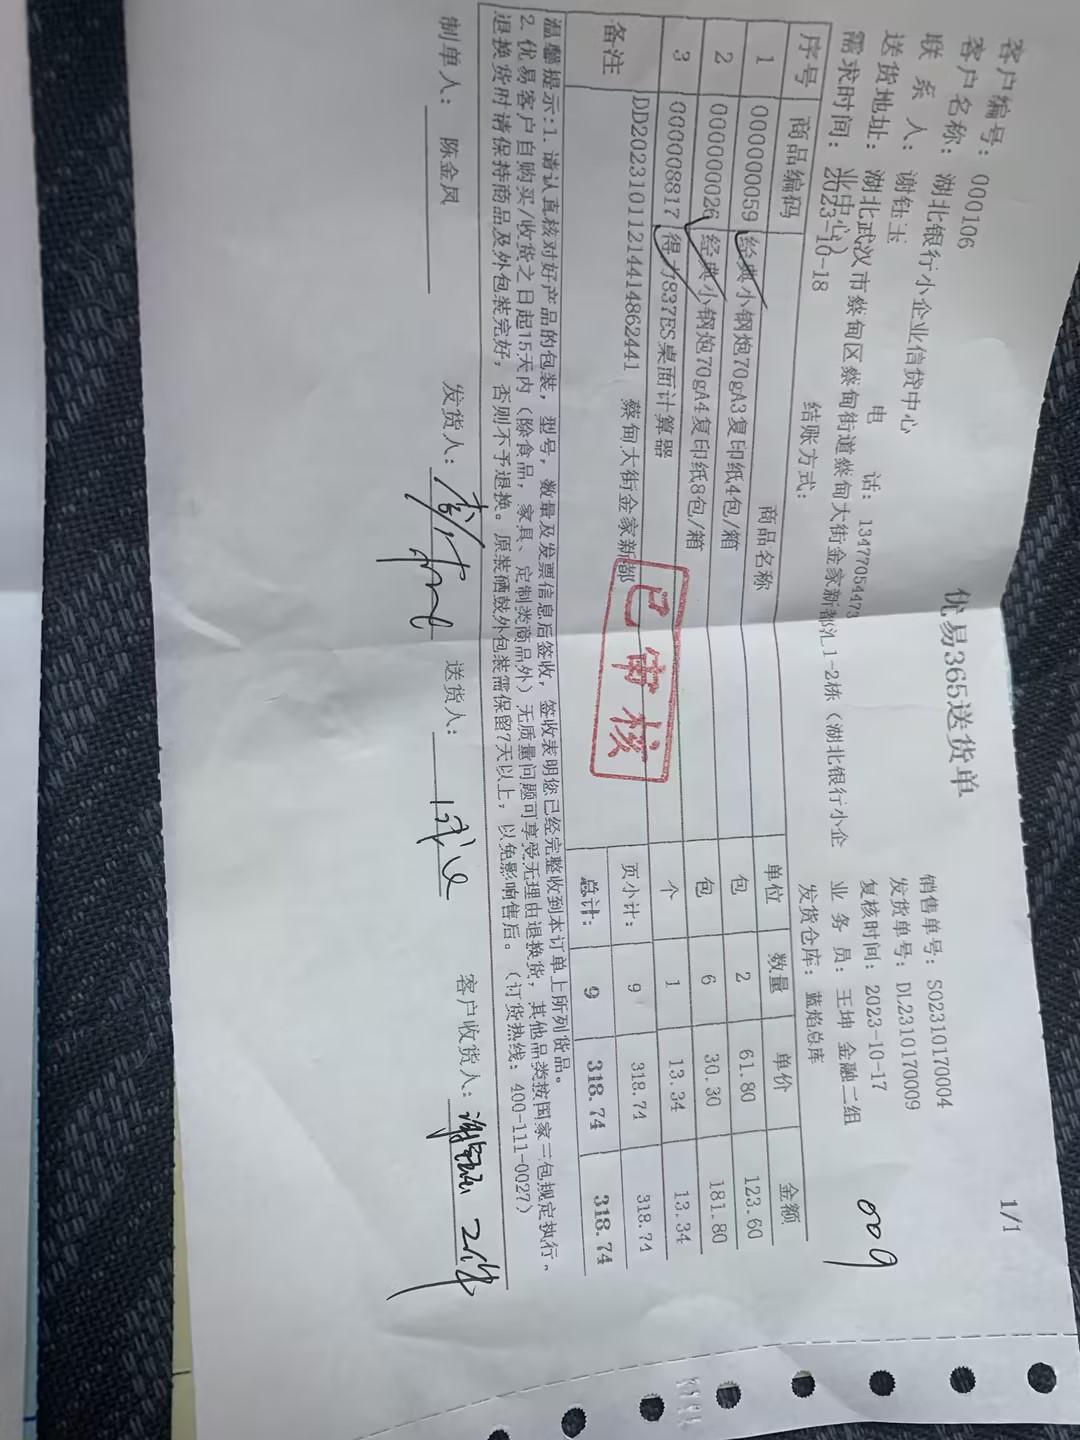 1/1
优易365送货单
客户编号: 000106 销售单号: S02310170004
客户名称: 湖北银行小企业信贷中心 发货单号: DL2310170009
联 系 人: 谢钰玉 电 话: 13477054473 复核时间: 2023-10-17
009
送货地址: 湖北武汉市蔡甸区蔡甸街道蔡甸大街金家新都汇1-2栋(湖北银行小企业中心) 业 务 员: 王坤 金融二组
需求时间: 2023-10-18 结账方式: 发货仓库: 蓝焰总库
序号 商品编码 商品名称 单位 数量 单价 金额
1 0000000059 经典小钢炮70gA3复印纸4包/箱 包 2 61.80 123.60
2 0000000026 经典小钢炮70gA4复印纸8包/箱 包 6 30.30 181.80
3 0000008817 得力837ES桌面计算器 个 1 13.34 13.34
页小计: 9 318.74 318.74
备注 DD20231011214414862441 蔡甸大街金家新都 总计: 9 318.74 318.74
已审核
温馨提示:1. 请认真核对好产品的包装, 型号, 数量及发票信息后签收, 签收表明您已经完整收到本订单上所列货品。
2. 优易客户自购买/收货之日起15天内(除食品, 家具、定制类商品外)无质量问题可享受无理由退换货, 其他品类按国家三包规定执行。
退换货时请保持商品及外包装完好, 否则不予退换。原装硒鼓外包装需保留7天以上, 以免影响售后。(订货热线: 400-111-0027)
制单人: 陈金凤 发货人: 送货人: 客户收货人: 谢钰玉 2件